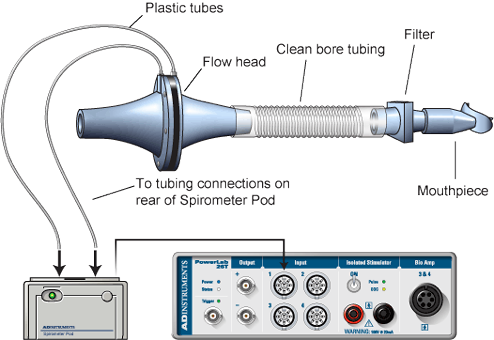 Plastic tubes
Flow head
Clean bore tubing
Filter
Mouthpiece
To tubing connections on
rear of Spirometer Pod
ADINSTRUMENTS
Spirometer Pod
ADINSTRUMENTS
PowerLab
26T
Power
Trigger
Output
+
−
Input
1
2
3
4
Isolated Stimulator
ON
Pulse
WARNING:
Bio Amp
3 & 4